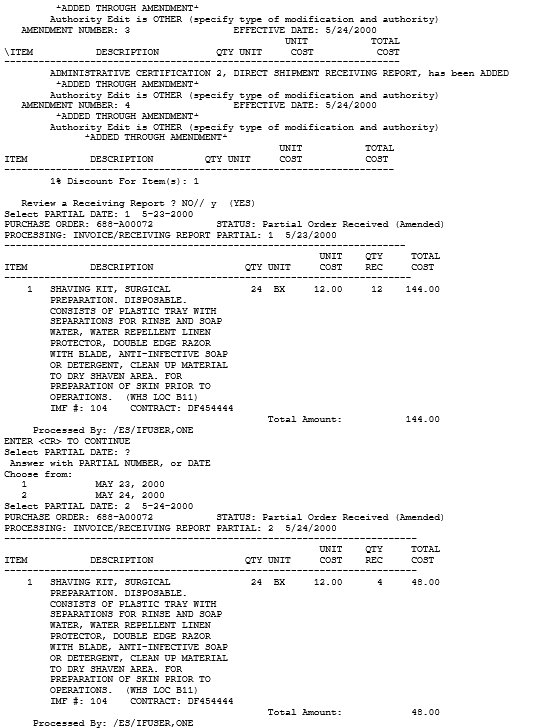 *ADDED THROUGH AMENDMENT*
Authority Edit is OTHER (specify type of modification and authority)
AMENDMENT NUMBER: 3 EFFECTIVE DATE: 5/24/2000
UNIT TOTAL
\ITEM DESCRIPTION QTY UNIT COST COST
--------------------------------------------------------------------
ADMINISTRATIVE CERTIFICATION 2, DIRECT SHIPMENT RECEIVING REPORT, has been ADDED
*ADDED THROUGH AMENDMENT*
Authority Edit is OTHER (specify type of modification and authority)
AMENDMENT NUMBER: 4 EFFECTIVE DATE: 5/24/2000
*ADDED THROUGH AMENDMENT*
Authority Edit is OTHER (specify type of modification and authority)
*ADDED THROUGH AMENDMENT*
UNIT TOTAL
ITEM DESCRIPTION QTY UNIT COST COST
--------------------------------------------------------------------
1% Discount For Item(s): 1
Review a Receiving Report ? NO// y (YES)
Select PARTIAL DATE: 1 5-23-2000
PURCHASE ORDER: 688-A00072 STATUS: Partial Order Received (Amended)
PROCESSING: INVOICE/RECEIVING REPORT PARTIAL: 1 5/23/2000
----------------------------------------------------------------------
UNIT QTY TOTAL
ITEM DESCRIPTION QTY UNIT COST REC COST
-----------------------------------------------------------------------
1 SHAVING KIT, SURGICAL 24 BX 12.00 12 144.00
PREPARATION. DISPOSABLE.
CONSISTS OF PLASTIC TRAY WITH
SEPARATIONS FOR RINSE AND SOAP
WATER, WATER REPELLENT LINEN
PROTECTOR, DOUBLE EDGE RAZOR
WITH BLADE, ANTI-INFECTIVE SOAP
OR DETERGENT, CLEAN UP MATERIAL
TO DRY SHAVEN AREA. FOR
PREPARATION OF SKIN PRIOR TO
OPERATIONS. (WHS LOC B11)
IMF #: 104 CONTRACT: DF454444
Total Amount: 144.00
Processed By: /ES/IFUSER,ONE
ENTER <CR> TO CONTINUE
Select PARTIAL DATE: ?
Answer with PARTIAL NUMBER, or DATE
Choose from:
1 MAY 23, 2000
2 MAY 24, 2000
Select PARTIAL DATE: 2 5-24-2000
PURCHASE ORDER: 688-A00072 STATUS: Partial Order Received (Amended)
PROCESSING: INVOICE/RECEIVING REPORT PARTIAL: 2 5/24/2000
------------------------------------------------------------------------
UNIT QTY TOTAL
ITEM DESCRIPTION QTY UNIT COST REC COST
------------------------------------------------------------------------
1 SHAVING KIT, SURGICAL 24 BX 12.00 4 48.00
PREPARATION. DISPOSABLE.
CONSISTS OF PLASTIC TRAY WITH
SEPARATIONS FOR RINSE AND SOAP
WATER, WATER REPELLENT LINEN
PROTECTOR, DOUBLE EDGE RAZOR
WITH BLADE, ANTI-INFECTIVE SOAP
OR DETERGENT, CLEAN UP MATERIAL
TO DRY SHAVEN AREA. FOR
PREPARATION OF SKIN PRIOR TO
OPERATIONS. (WHS LOC B11)
IMF #: 104 CONTRACT: DF454444
Total Amount: 48.00
Processed By: /ES/IFUSER,ONE